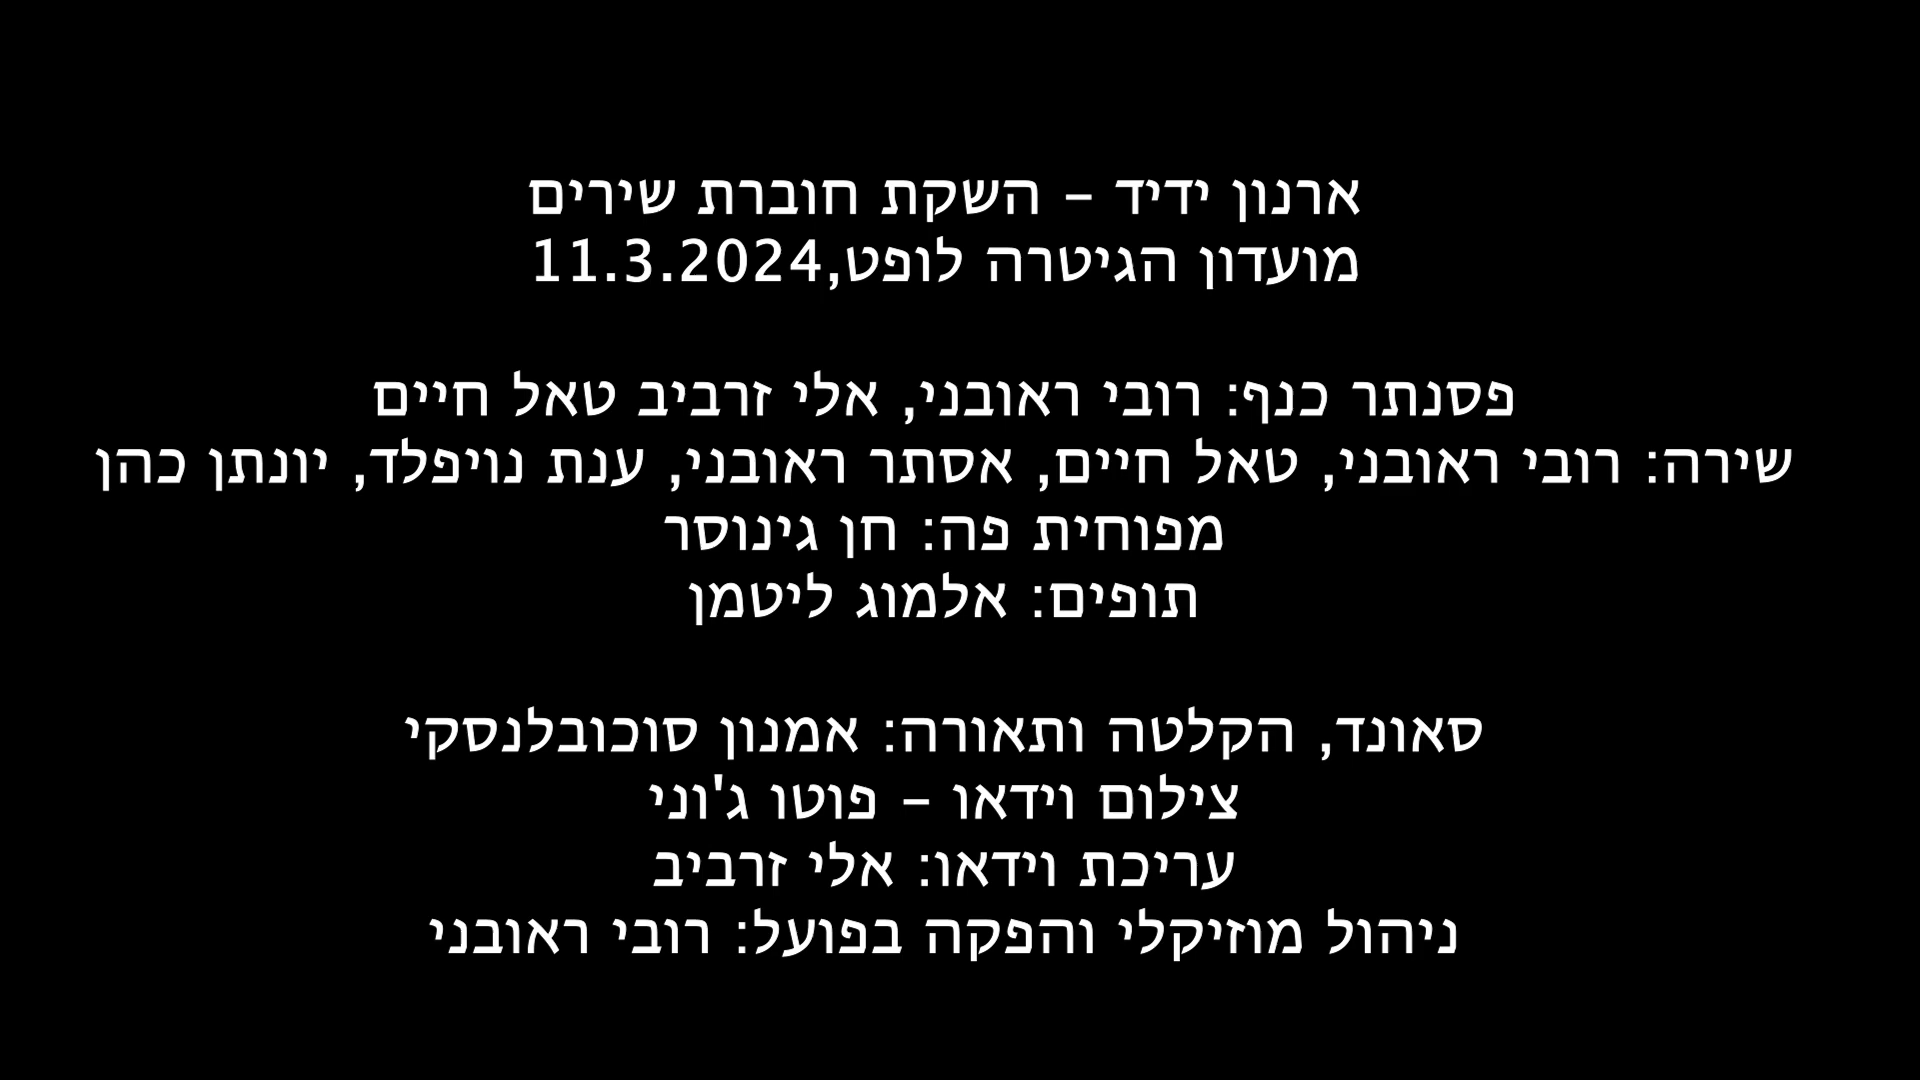 ארנון ידיד – השקת חוברת שירים
מועדון הגיטרה לופט,11.3.2024
פסנתר כנף: רובי ראובני, אלי זרביב טאל חיים
שירה: רובי ראובני, טאל חיים, אסתר ראובני, ענת נויפלד, יונתן כהן
מפוחית פה: חן גינוסר
תופים: אלמוג ליטמן
סאונד, הקלטה ותאורה: אמנון סוכובלנסקי
צילום וידאו – פוטו ג'וני
עריכת וידאו: אלי זרביב
ניהול מוזיקלי והפקה בפועל: רובי ראובני